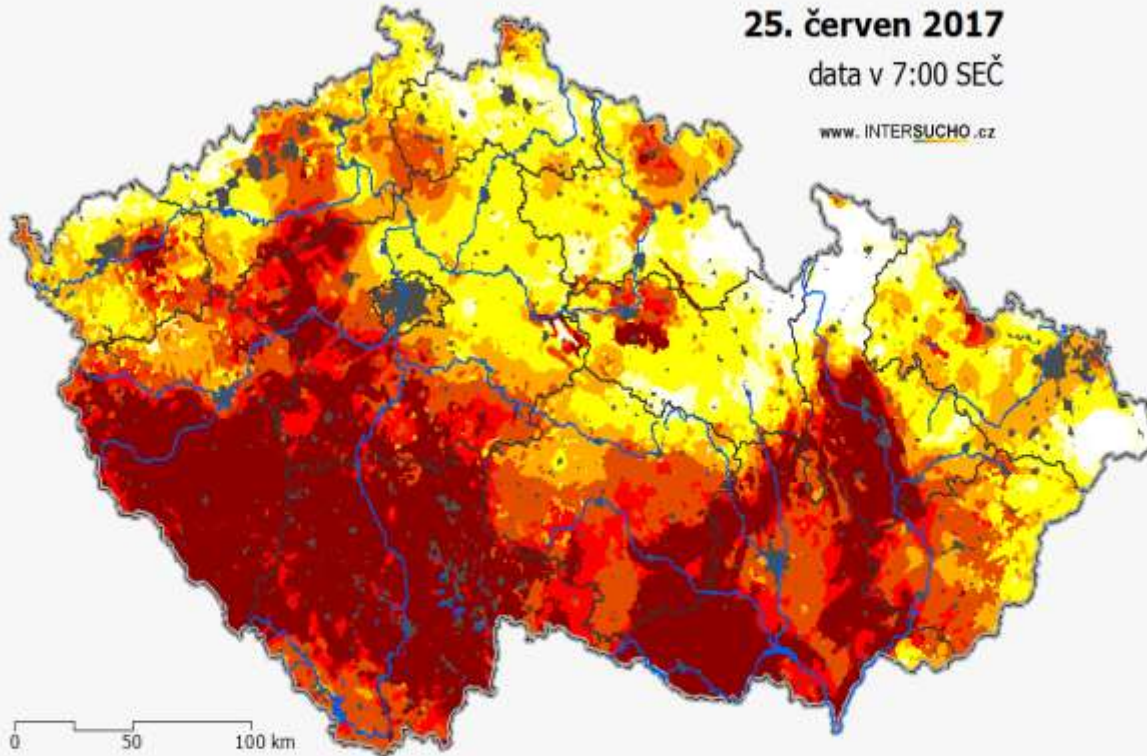 25. červen 2017
data v 7:00 SEČ
www. INTERSUCHO.cz
0 50 100 km